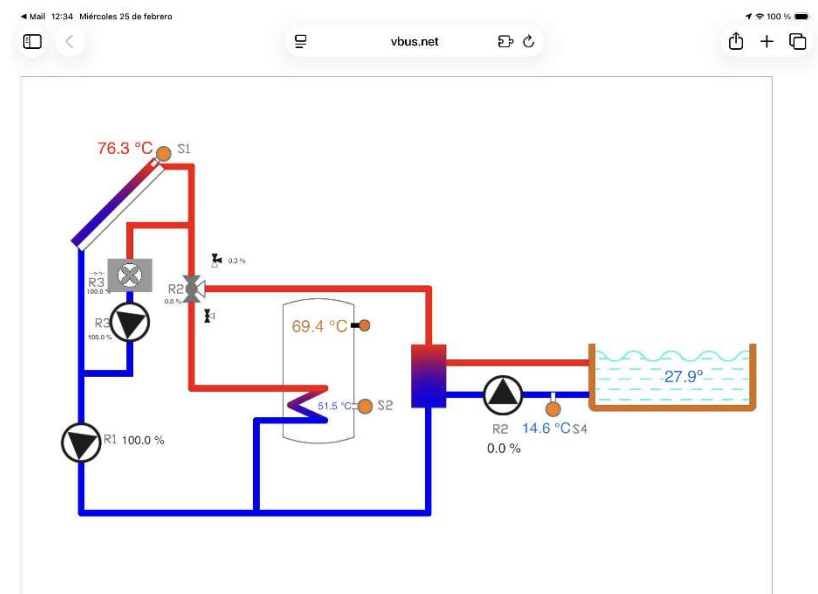 Mail 12:34 Miércoles 25 de febrero
100 %
vbus.net
76.3 °C S1
R3
100.0 %
R2
0.0 %
R3
100.0 %
69.4 °C
27.9°
51.5 °C S2
R1 100.0 %
R2
14.6 °C S4
0.0 %